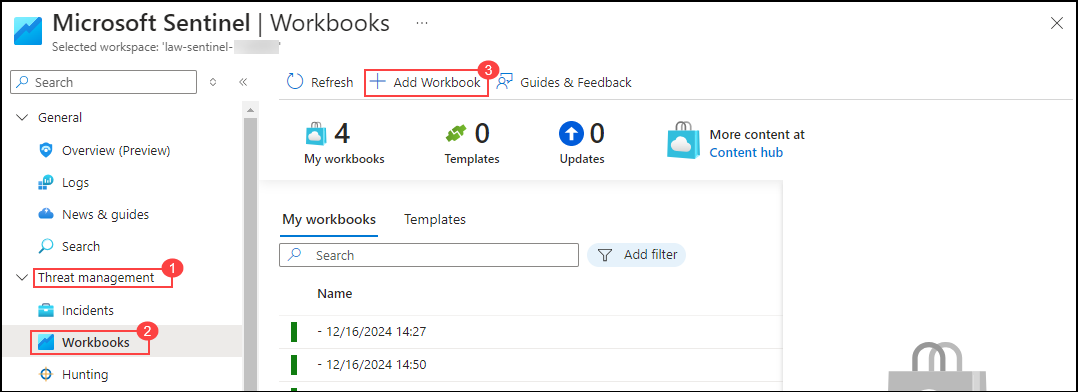 Microsoft Sentinel | Workbooks ...
Selected workspace: 'law-sentinel-
Search
«
General
Overview (Preview)
Logs
News & guides
Search
Threat management 1
Incidents
Workbooks 2
Hunting
Refresh + Add Workbook 3 Guides & Feedback
4 My workbooks
0 Templates
0 Updates
More content at
Content hub
My workbooks Templates
Search Add filter
Name
- 12/16/2024 14:27
- 12/16/2024 14:50